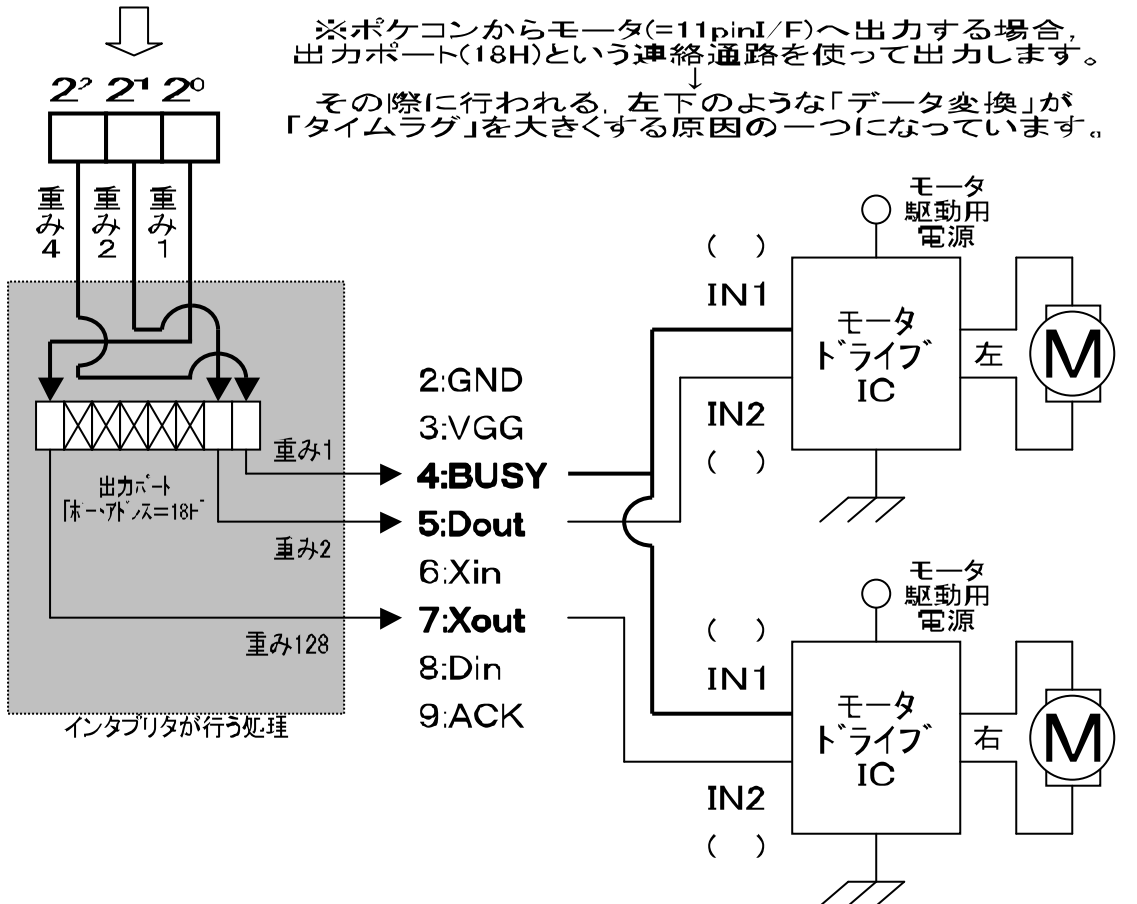 ※ポケコンからモータ(=11pinI/F)へ出力する場合,
出力ポート(18H)という連絡通路を使って出力します。
↓
その際に行われる,左下のような「データ変換」が
「タイムラグ」を大きくする原因の一つになっています。
2² 2¹ 2⁰
重み4
重み2
重み1
重み1
出力ポート
重み2
重み128
インタプリタが行う処理
2:GND
3:VGG
4:BUSY
5:Dout
6:Xin
7:Xout
8:Din
9:ACK
モータ
駆動用
電源
( )
IN1
モータ
ドライブ
IC
左
M
IN2
( )
モータ
駆動用
電源
( )
IN1
モータ
ドライブ
IC
右
M
IN2
( )